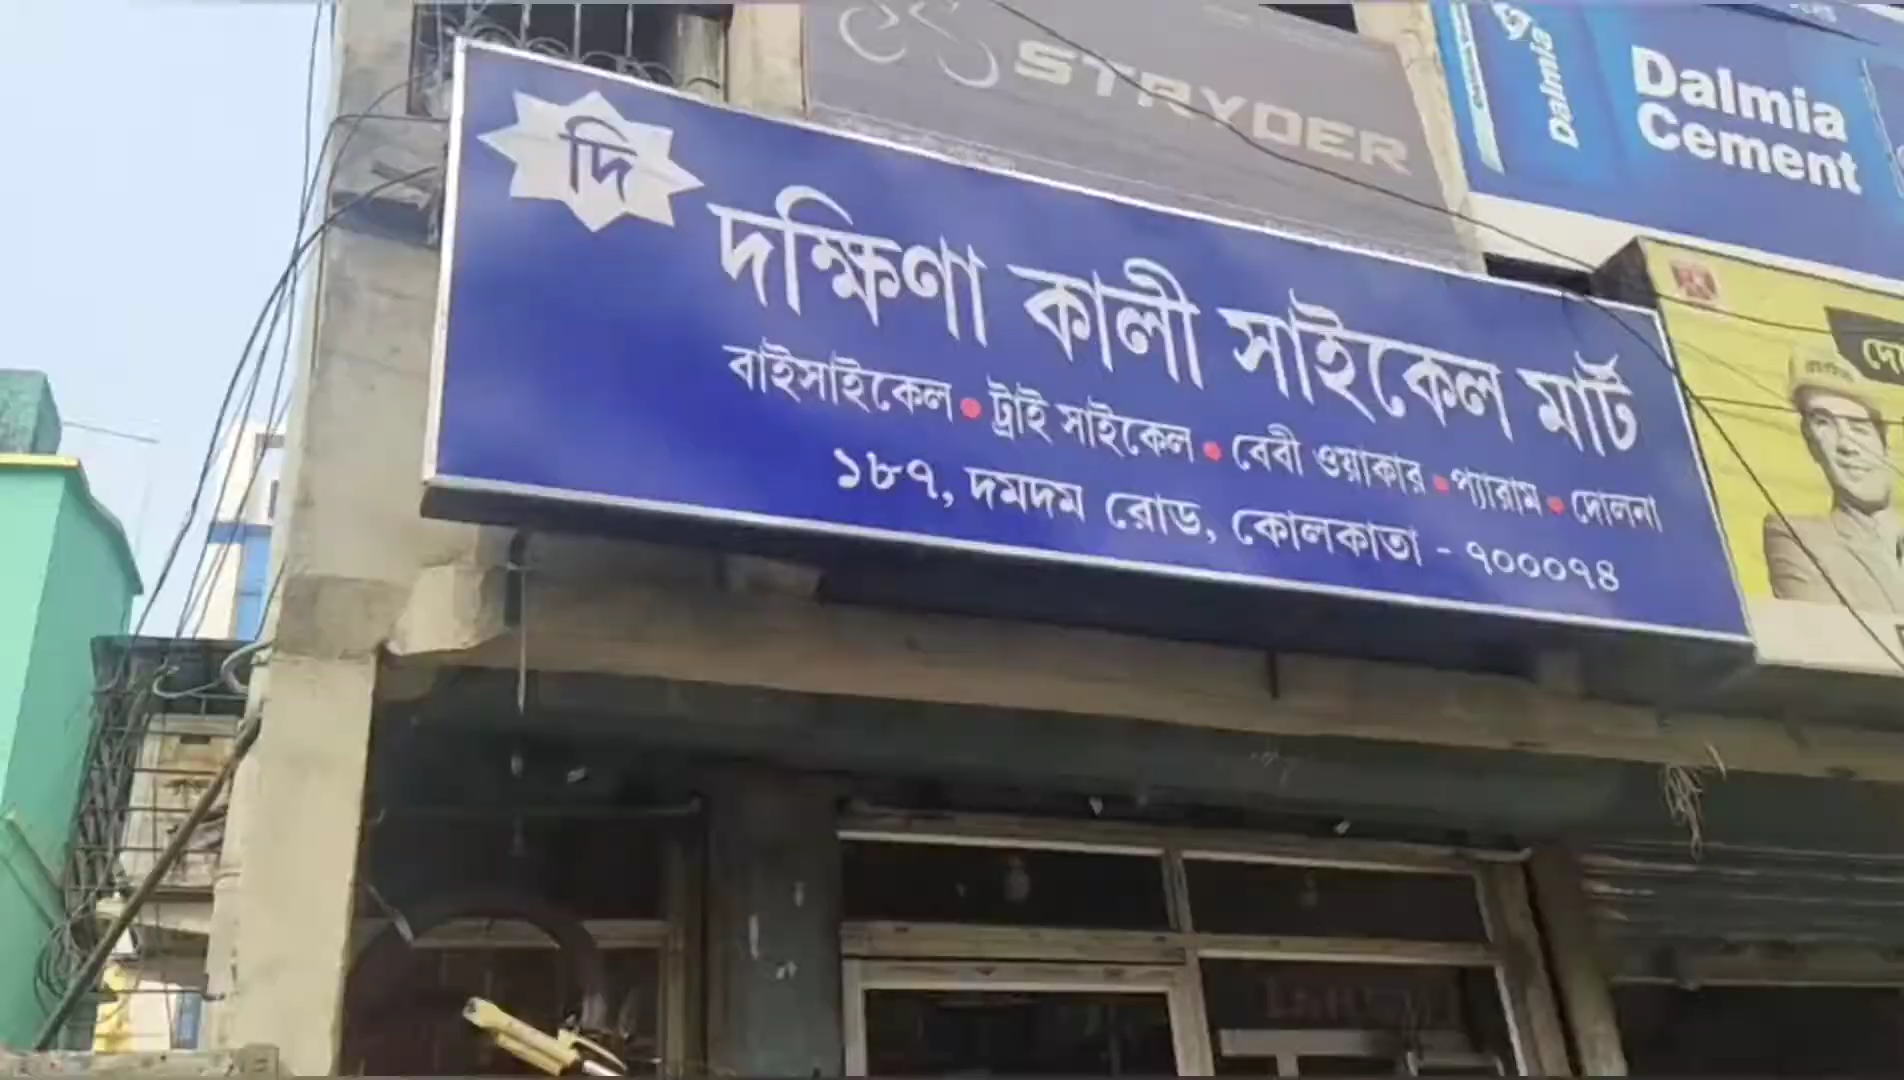 STRYDER
Dalmia
Dalmia
Cement
দি
দক্ষিণা কালী সাইকেল মার্ট
বাইসাইকেল • ট্রাই সাইকেল • বেবী ওয়াকার • প্যারাম • দোলনা
১৮৭, দমদম রোড, কোলকাতা - ৭০০০৭৪